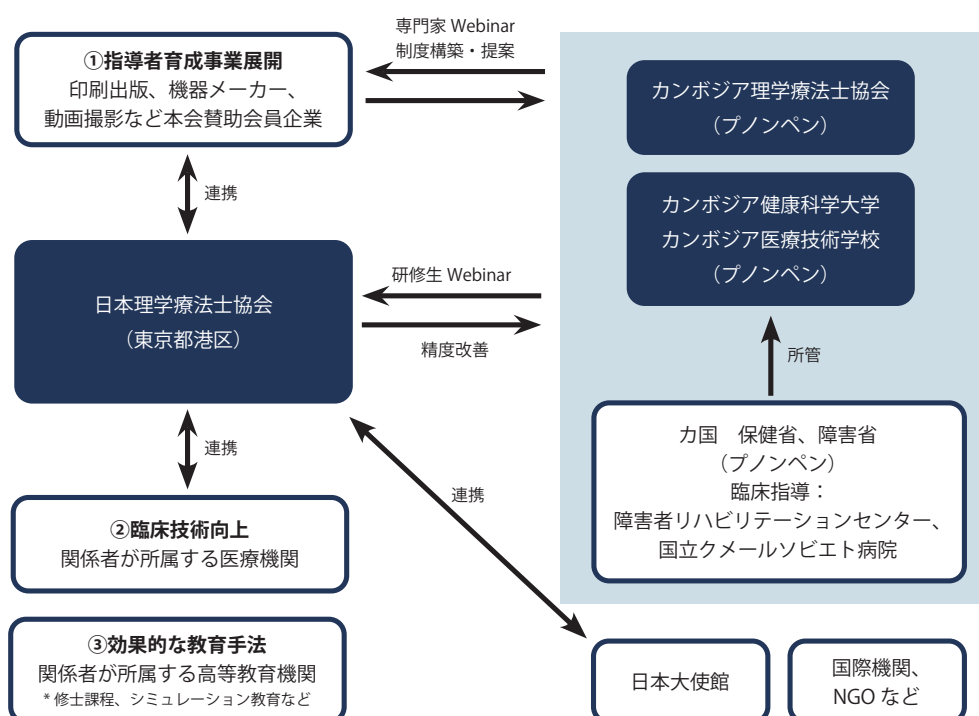 専門家 Webinar
制度構築・提案
①指導者育成事業展開
印刷出版、機器メーカー、
動画撮影など本会賛助会員企業
カンボジア理学療法士協会
（プノンペン）
連携
カンボジア健康科学大学
カンボジア医療技術学校
（プノンペン）
日本理学療法士協会
（東京都港区）
研修生 Webinar
精度改善
所管
カ国　保健省、障害省
（プノンペン）
臨床指導：
障害者リハビリテーションセンター、
国立クメールソビエト病院
連携
連携
②臨床技術向上
関係者が所属する医療機関
③効果的な教育手法
関係者が所属する高等教育機関
* 修士課程、シミュレーション教育など
日本大使館
国際機関、
NGO など